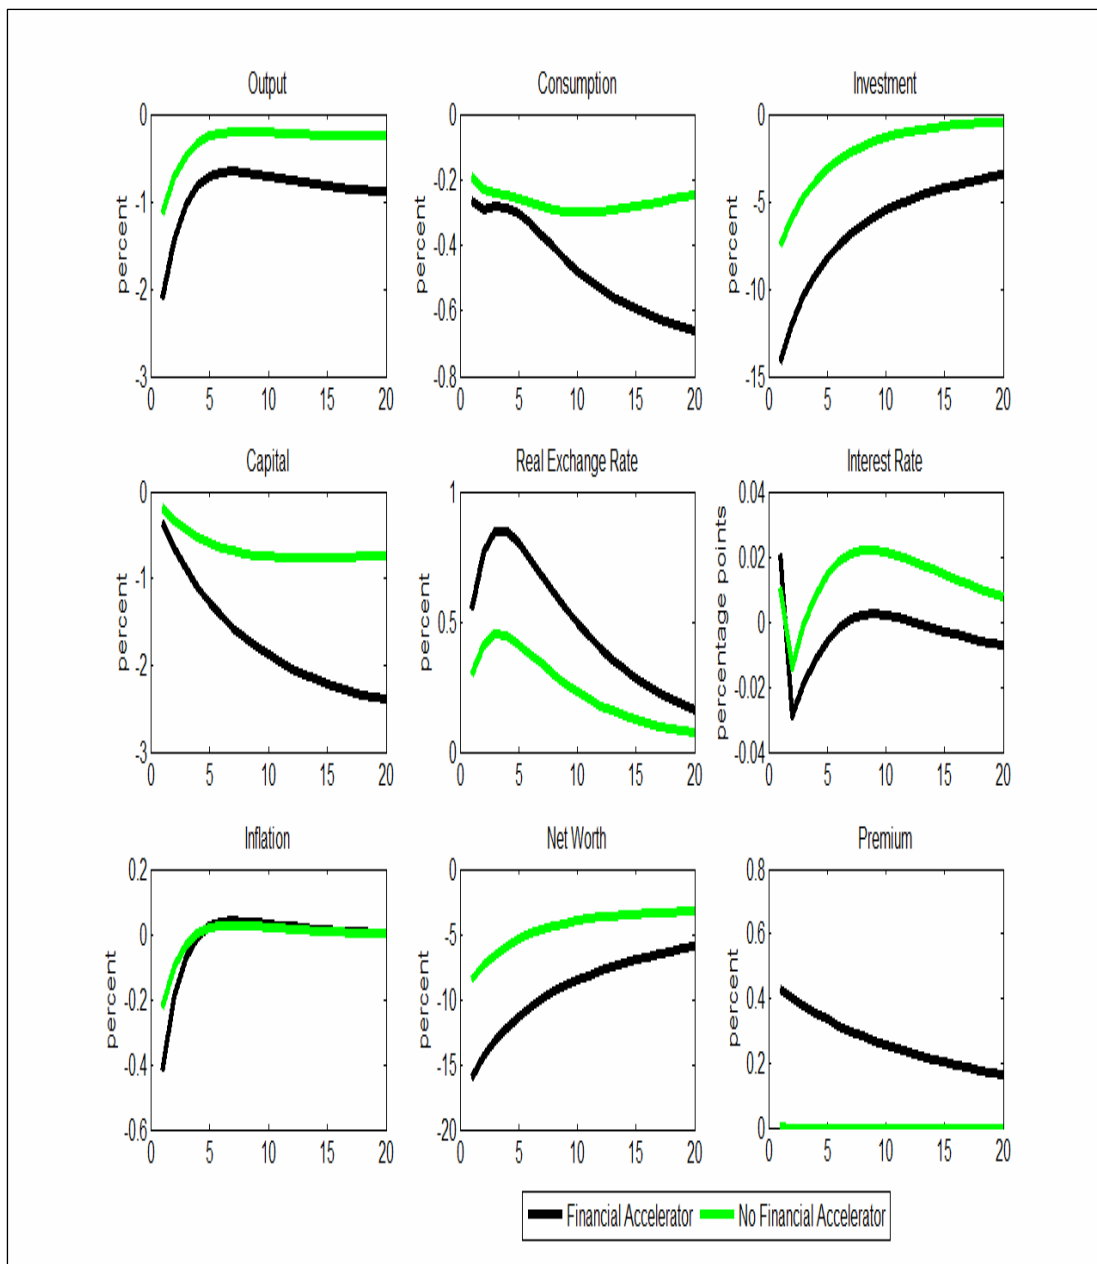 Output
Consumption
Investment
percent
0
-1
-2
-3
0 5 10 15 20
percent
0
-0.2
-0.4
-0.6
-0.8
0 5 10 15 20
percent
0
-5
-10
-15
0 5 10 15 20
Capital
Real Exchange Rate
Interest Rate
percent
0
-1
-2
-3
0 5 10 15 20
percent
1
0.5
0
0 5 10 15 20
percentage points
0.04
0.02
0
-0.02
-0.04
0 5 10 15 20
Inflation
Net Worth
Premium
percent
0.2
0
-0.2
-0.4
-0.6
0 5 10 15 20
percent
0
-5
-10
-15
-20
0 5 10 15 20
percent
0.8
0.6
0.4
0.2
0
0 5 10 15 20
Financial Accelerator No Financial Accelerator